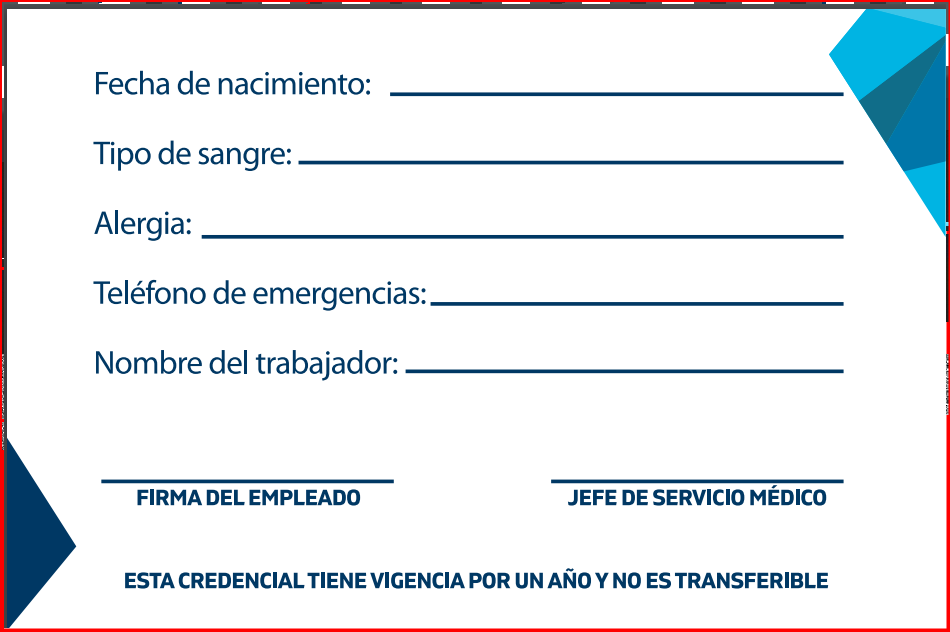 Fecha de nacimiento:
Tipo de sangre:
Alergia:
Teléfono de emergencias:
Nombre del trabajador:
FIRMA DEL EMPLEADO
JEFE DE SERVICIO MÉDICO
ESTA CREDENCIAL TIENE VIGENCIA POR UN AÑO Y NO ES TRANSFERIBLE